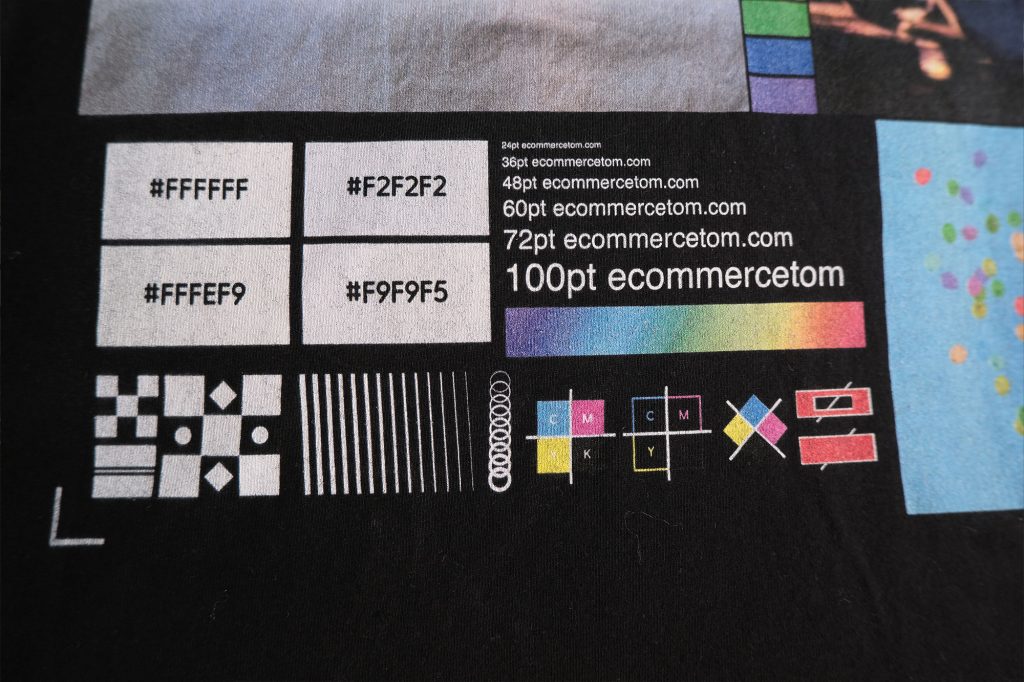 #FFFFFF
#F2F2F2
#FFFEF9
#F9F9F5
24pt ecommercetom.com
36pt ecommercetom.com
48pt ecommercetom.com
60pt ecommercetom.com
72pt ecommercetom.com
100pt ecommercetom
C M
Y K
C M
Y